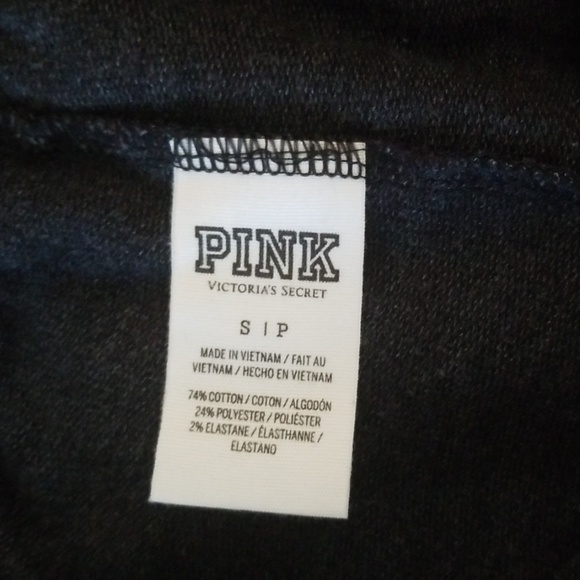 PINK
VICTORIA'S SECRET
S | P
MADE IN VIETNAM / FAIT AU
VIETNAM / HECHO EN VIETNAM
74% COTTON / COTON / ALGODÓN
24% POLYESTER / POLIÉSTER
2% ELASTANE / ÉLASTHANNE /
ELASTANO